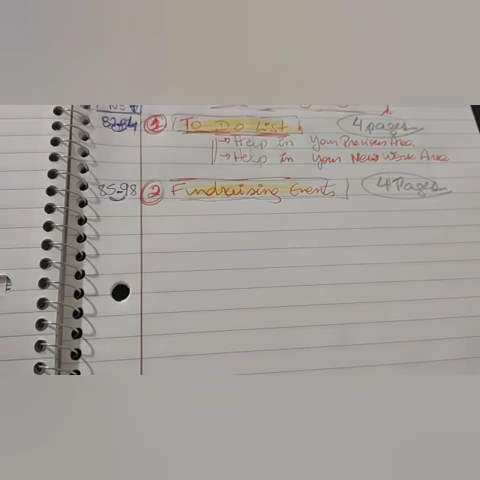 82-84 ① To Do List 4 pages
→ Help in Your Previous Area
→ Help in Your New Work Area
85-98 ② Fundraising Events 4 Pages